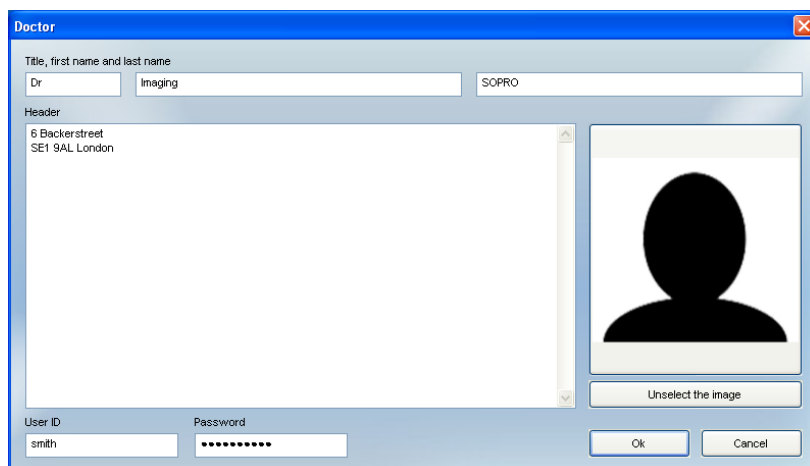 Doctor
Title, first name and last name
Dr Imaging SOPRO
Header
6 Backerstreet
SE1 9AL London
Unselect the image
User ID Password
smith ••••••••••
Ok Cancel